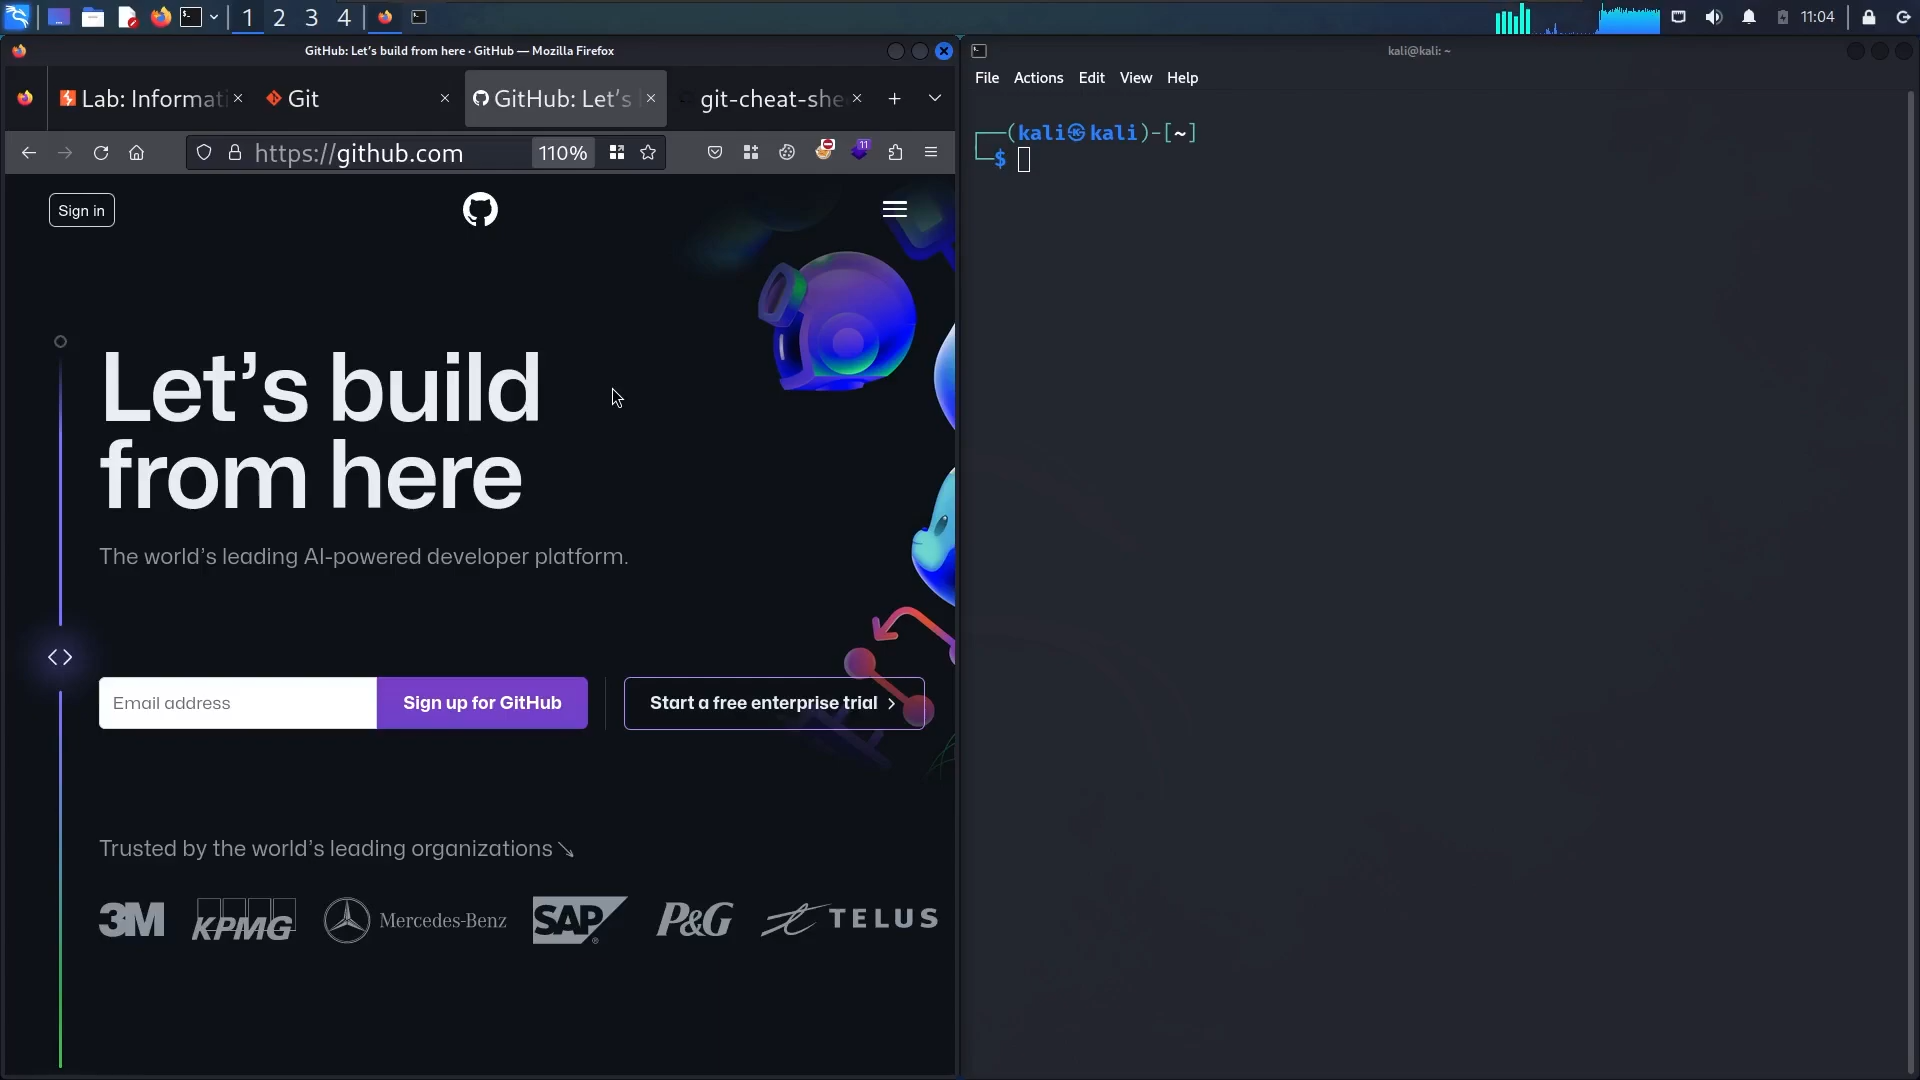 1 2 3 4
11:04
GitHub: Let’s build from here · GitHub — Mozilla Firefox
Lab: Informati
Git
GitHub: Let’s
git-cheat-she
https://github.com
110%
11
Sign in
Let’s build
from here
The world’s leading AI-powered developer platform.
Email address
Sign up for GitHub
Start a free enterprise trial
Trusted by the world’s leading organizations
3M
KPMG
Mercedes-Benz
SAP
P&G
TELUS
kali@kali: ~
File Actions Edit View Help
┌──(kali㉿kali)-[~]
└─$